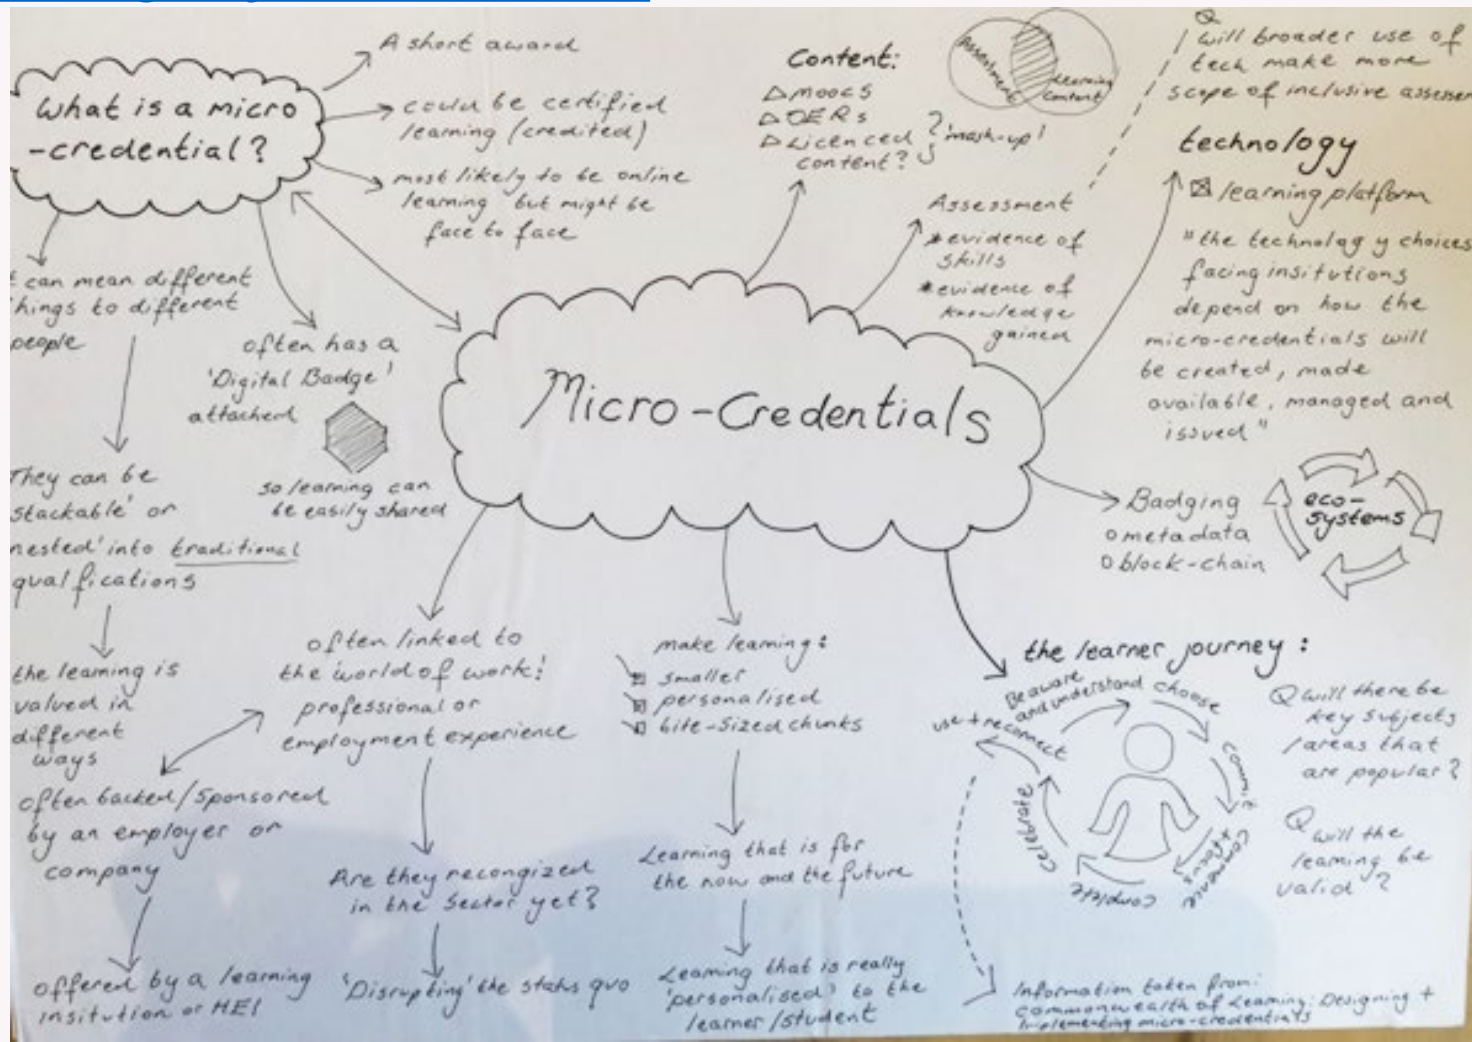 What is a micro
-credential?
A short award
could be certified
learning (credited)
most likely to be online
learning but might be
face to face
t can mean different
things to different
people
They can be
stackable' or
nested' into traditional
qualfications
the learning is
valued in
different
ways
often has a
'Digital Badge'
attached
so learning can
be easily shared
Content:
MOOCS
OERs
Licenced
content?
'mash-up'
Assessment
Learning
Content
Assessment
*evidence of
skills
*evidence of
knowledge
gained
Q
will broader use of
tech make more
scope of inclusive assessm
technology
learning platform
"the technology choices
facing insitutions
depend on how the
micro-credentials will
be created, made
available, managed and
issued"
Micro-Credentials
Badging
o metadata
o block-chain
eco-
systems
often linked to
the 'world of work'!
professional or
employment experience
often backed/sponsored
by an employer or
company
offered by a learning
insitution or HEI
Are they recongized
in the Sector yet?
'Disrupting' the status quo
make learning:
smaller
personalised
bite-Sized chunks
Learning that is for
the now and the future
Learning that is really
'personalised' to the
learner/student
the learner journey:
Be aware
and understand
choose
commit
Commence
+ focus
complete
celebrate
use + reconnect
Q will there be
key subjects
/areas that
are popular?
Q will the
learning be
valid?
Information taken from:
commonwealth of Learning: Designing +
Implementing micro-credentials